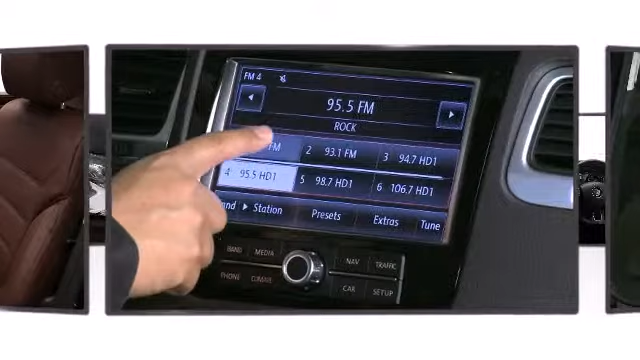 FM 4
95.5 FM
ROCK
FM
2 93.1 FM
3 94.7 HD1
4 95.5 HD1
5 98.7 HD1
6 106.7 HD1
Station Presets Extras Tune
BAND MEDIA NAV TRAFFIC
PHONE CAR SETUP